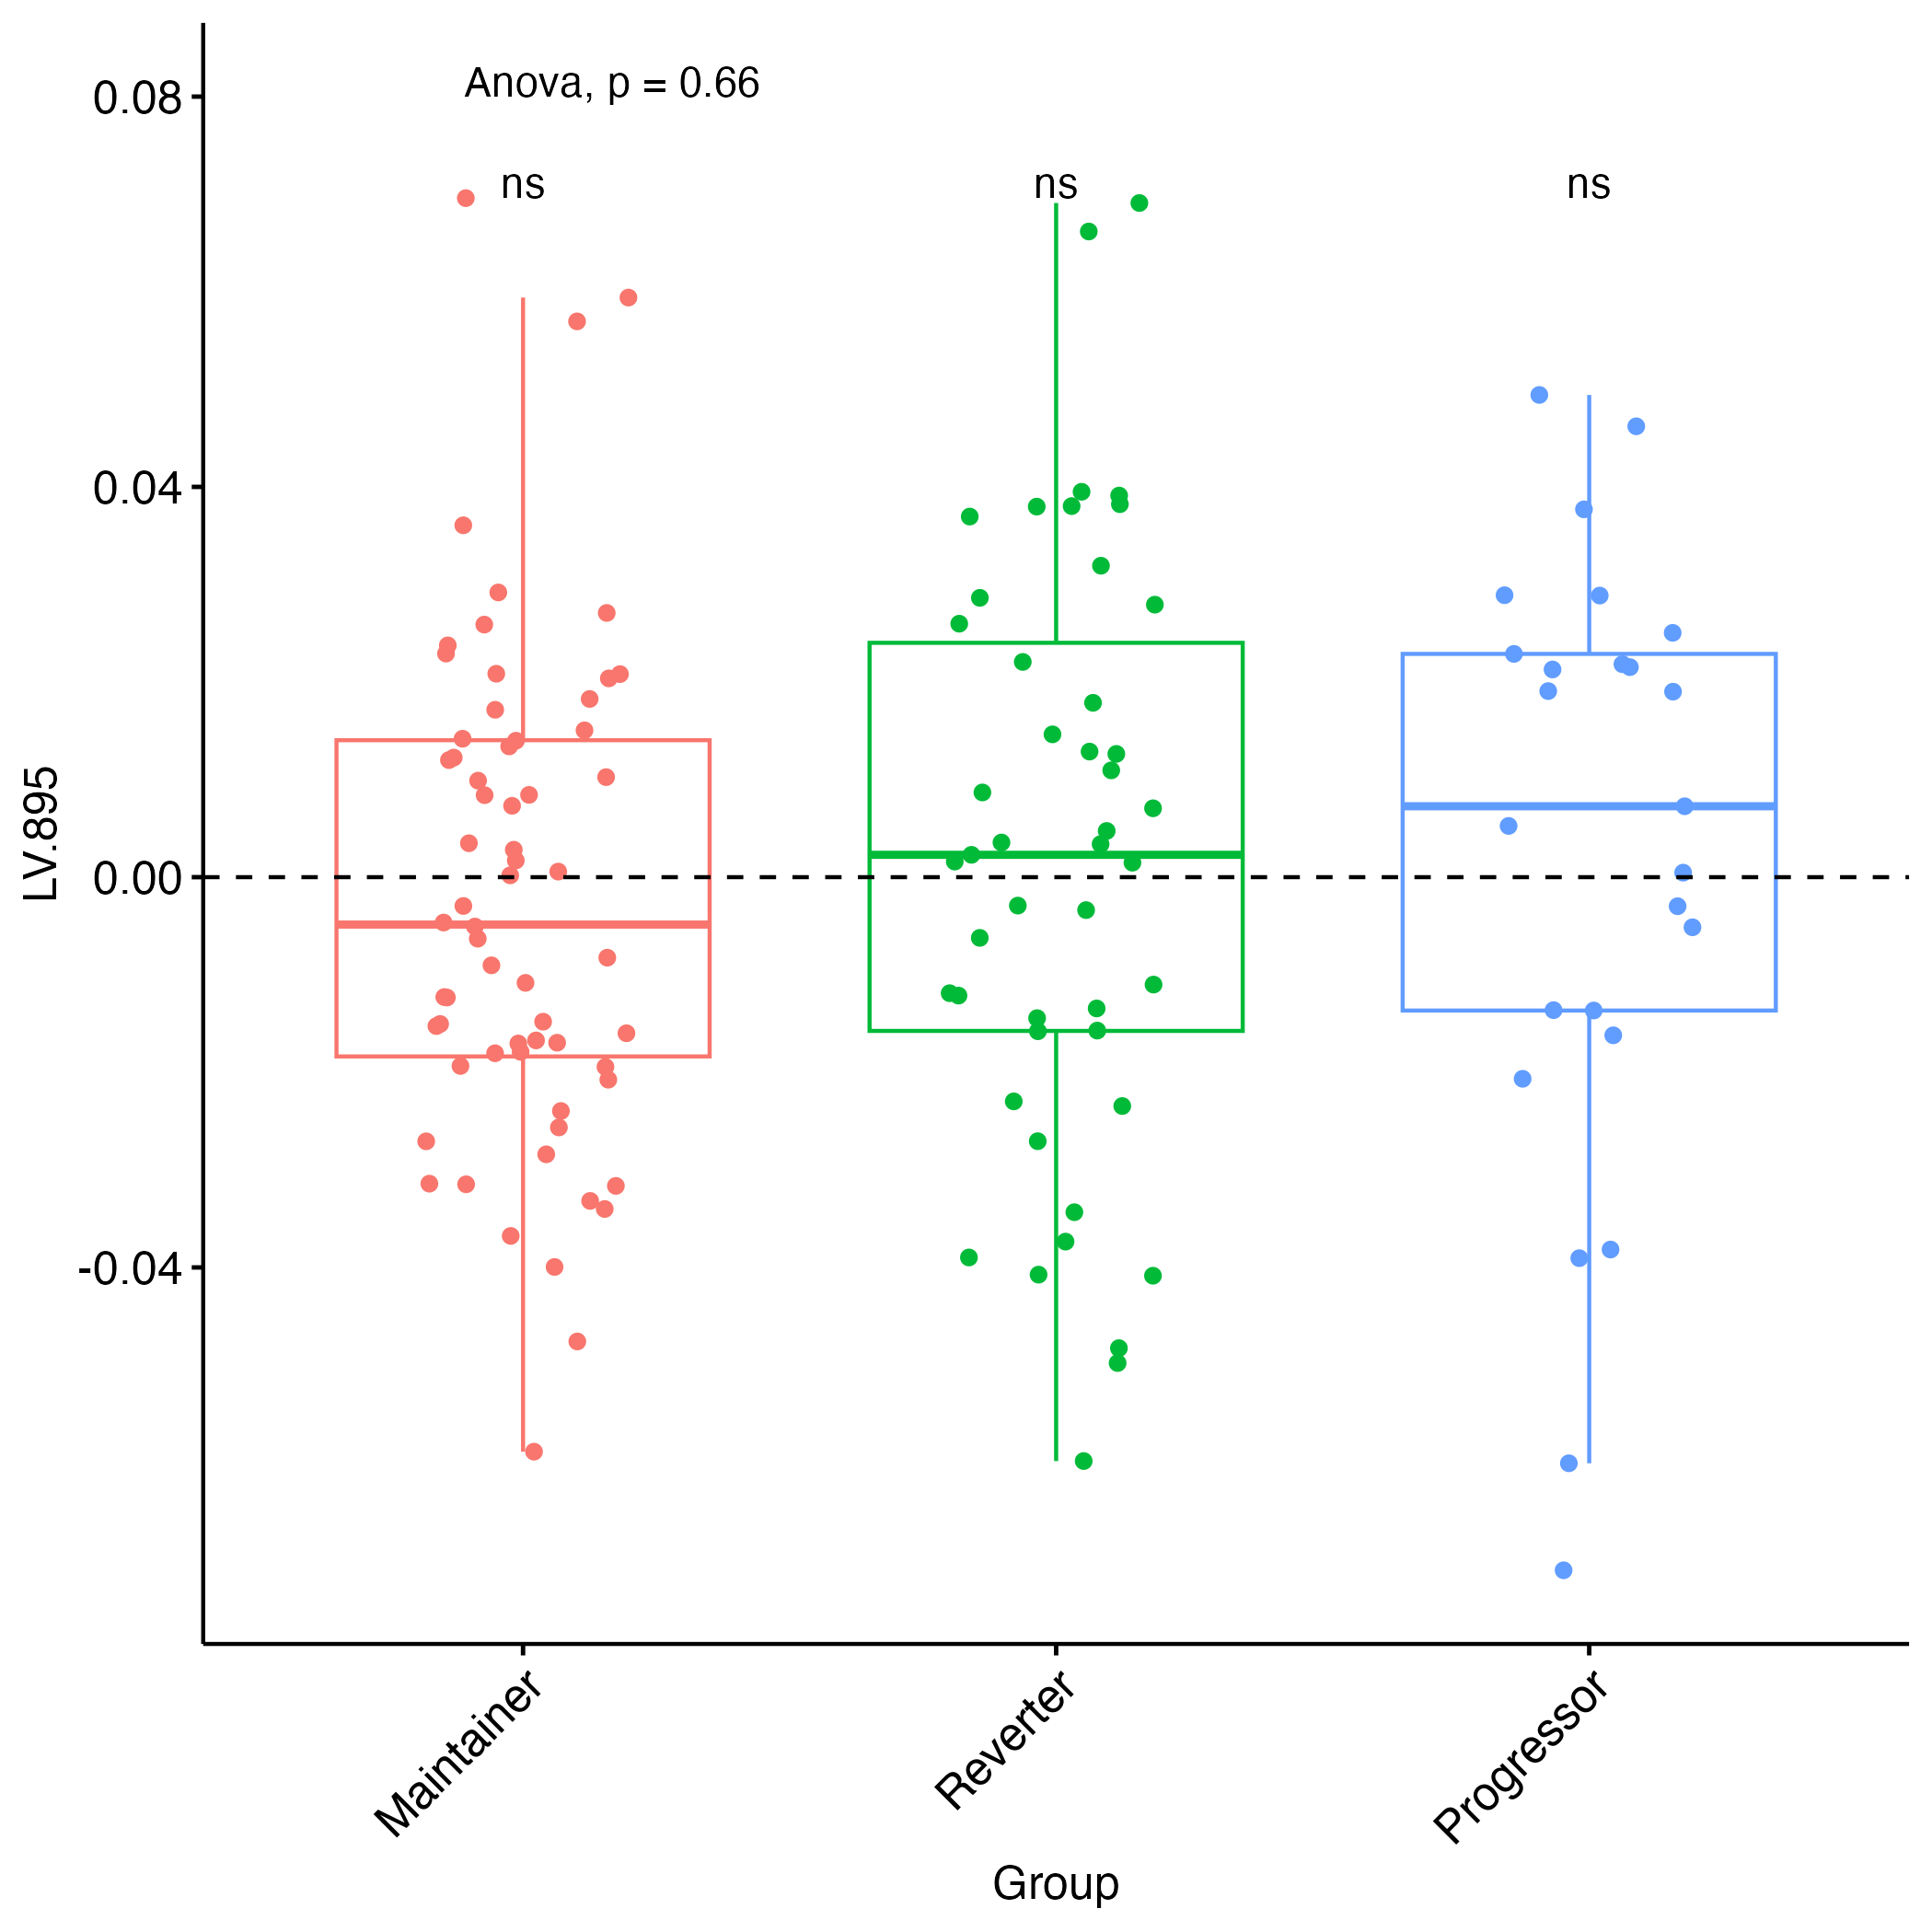 Anova, p = 0.66
ns
ns
ns
0.08
0.04
0.00
-0.04
LV.895
Maintainer
Reverter
Progressor
Group